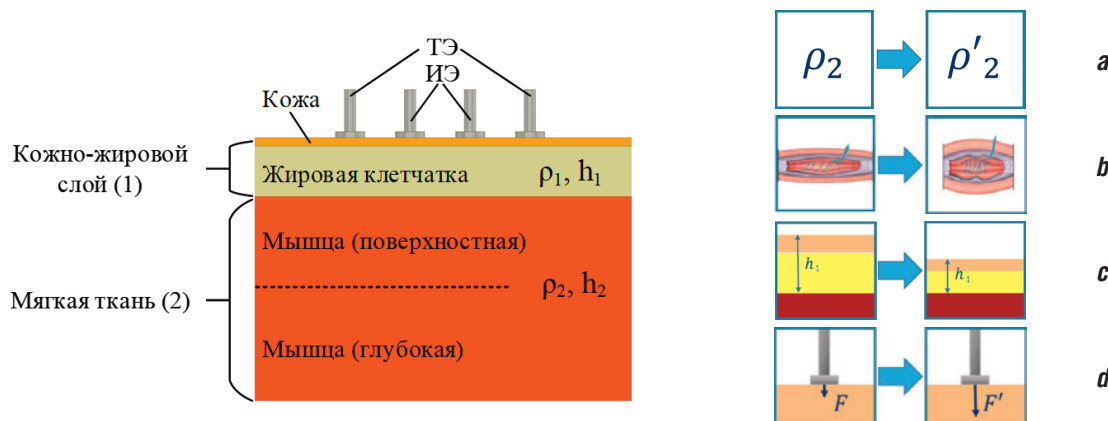 ТЭ
ИЭ
Кожа
Кожно-жировой
слой (1)
Жировая клетчатка
ρ₁, h₁
Мышца (поверхностная)
Мягкая ткань (2)
ρ₂, h₂
Мышца (глубокая)
ρ₂
ρ'₂
a
b
h₁
h₁
c
F
F'
d